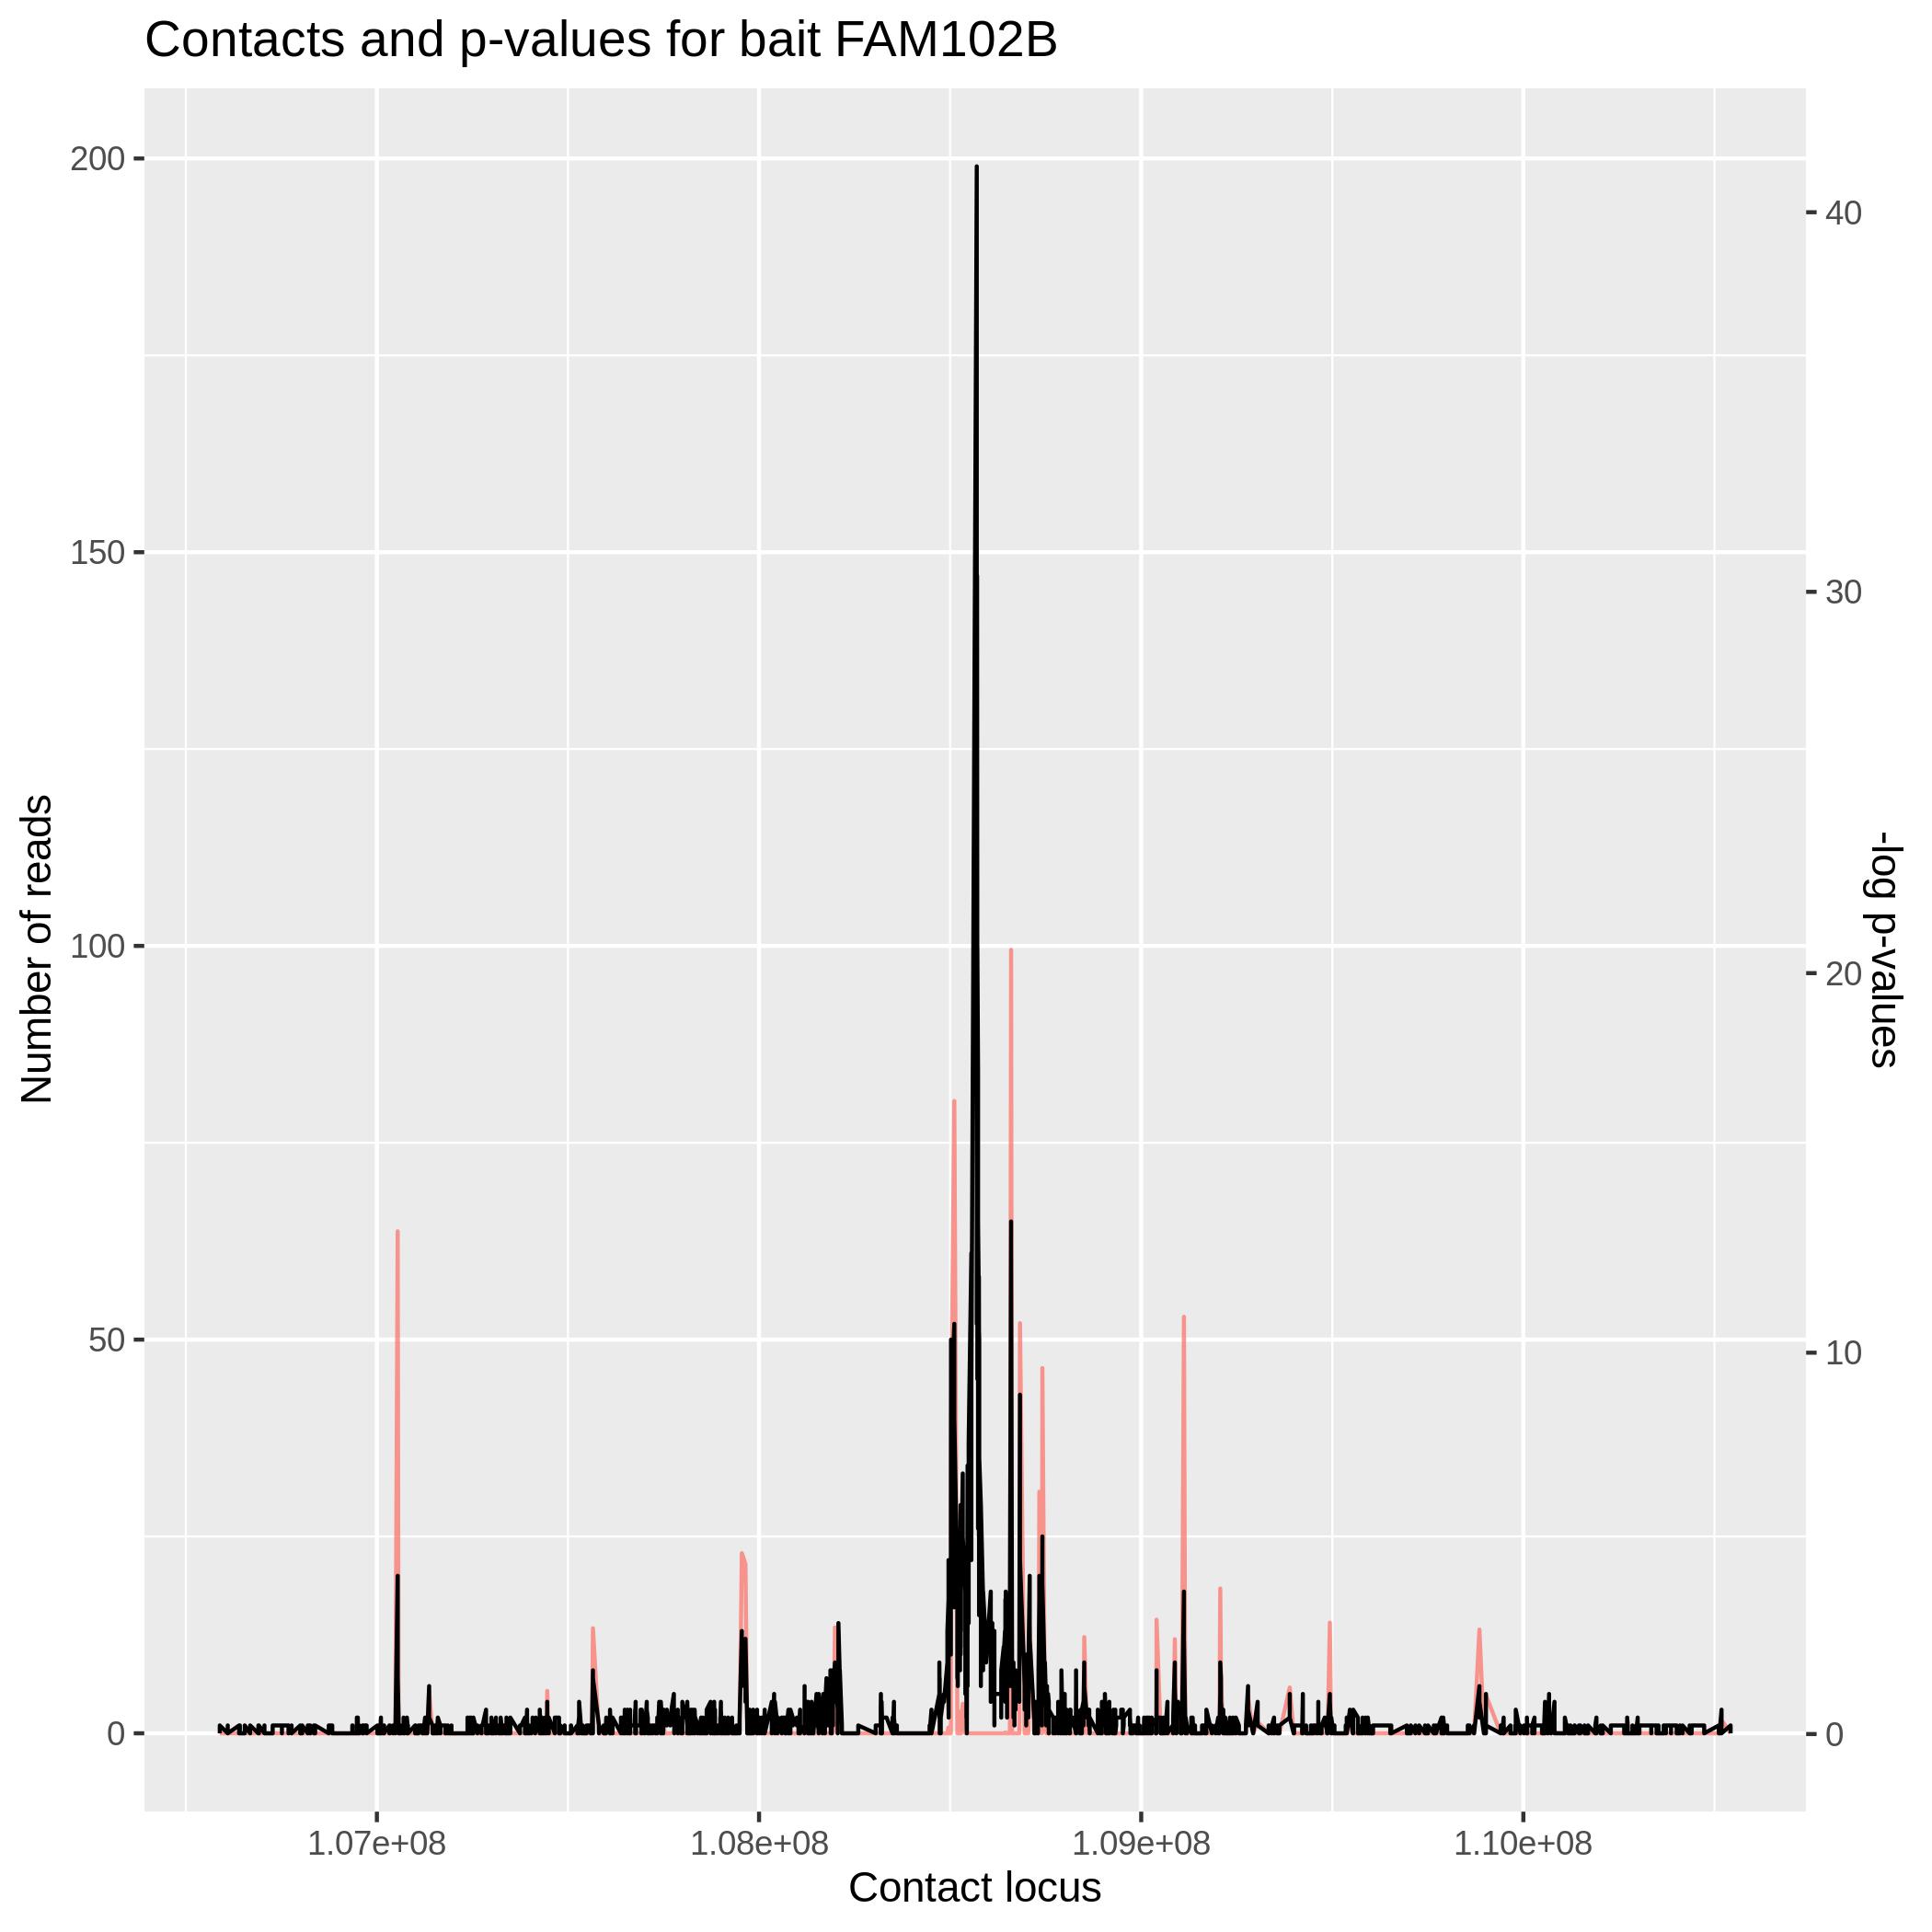 Contacts and p-values for bait FAM102B
Number of reads
200
150
100
50
0
40
30
20
10
0
-log p-values
1.07e+08
1.08e+08
1.09e+08
1.10e+08
Contact locus